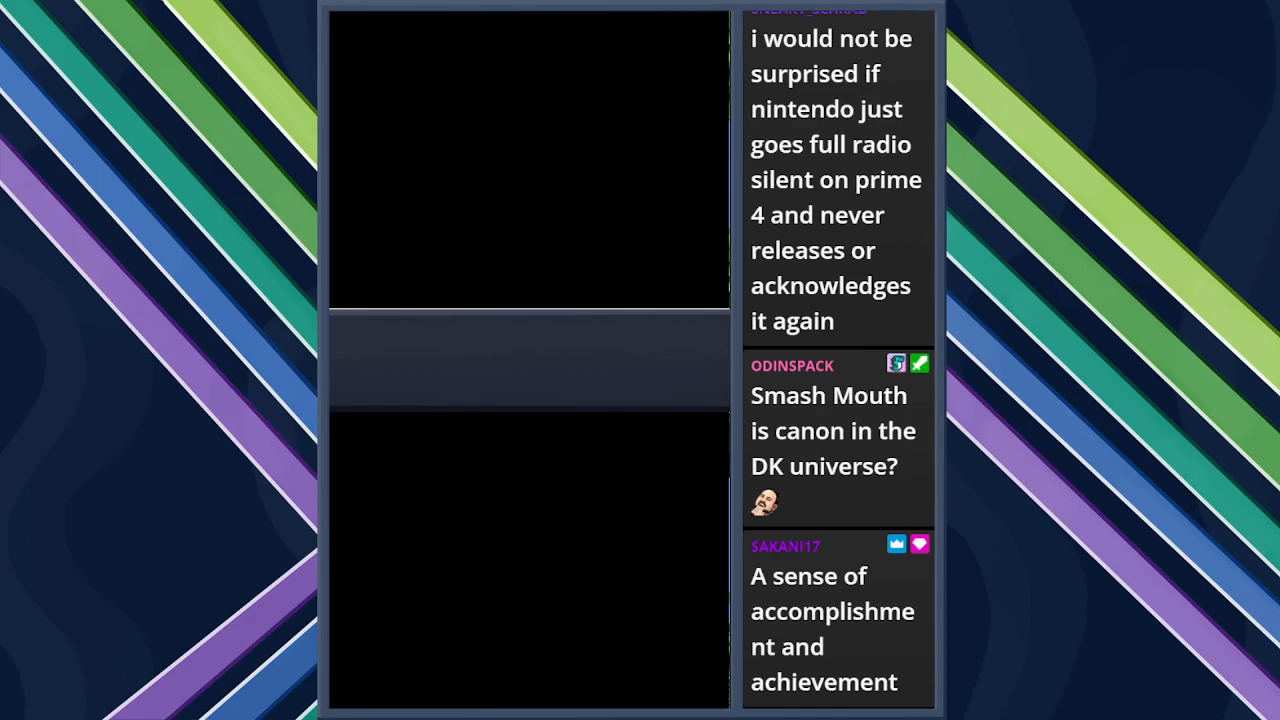 SNEAKY_SCARAB
i would not be
surprised if
nintendo just
goes full radio
silent on prime
4 and never
releases or
acknowledges
it again
ODINSPACK
Smash Mouth
is canon in the
DK universe?
SAKANI17
A sense of
accomplishme
nt and
achievement